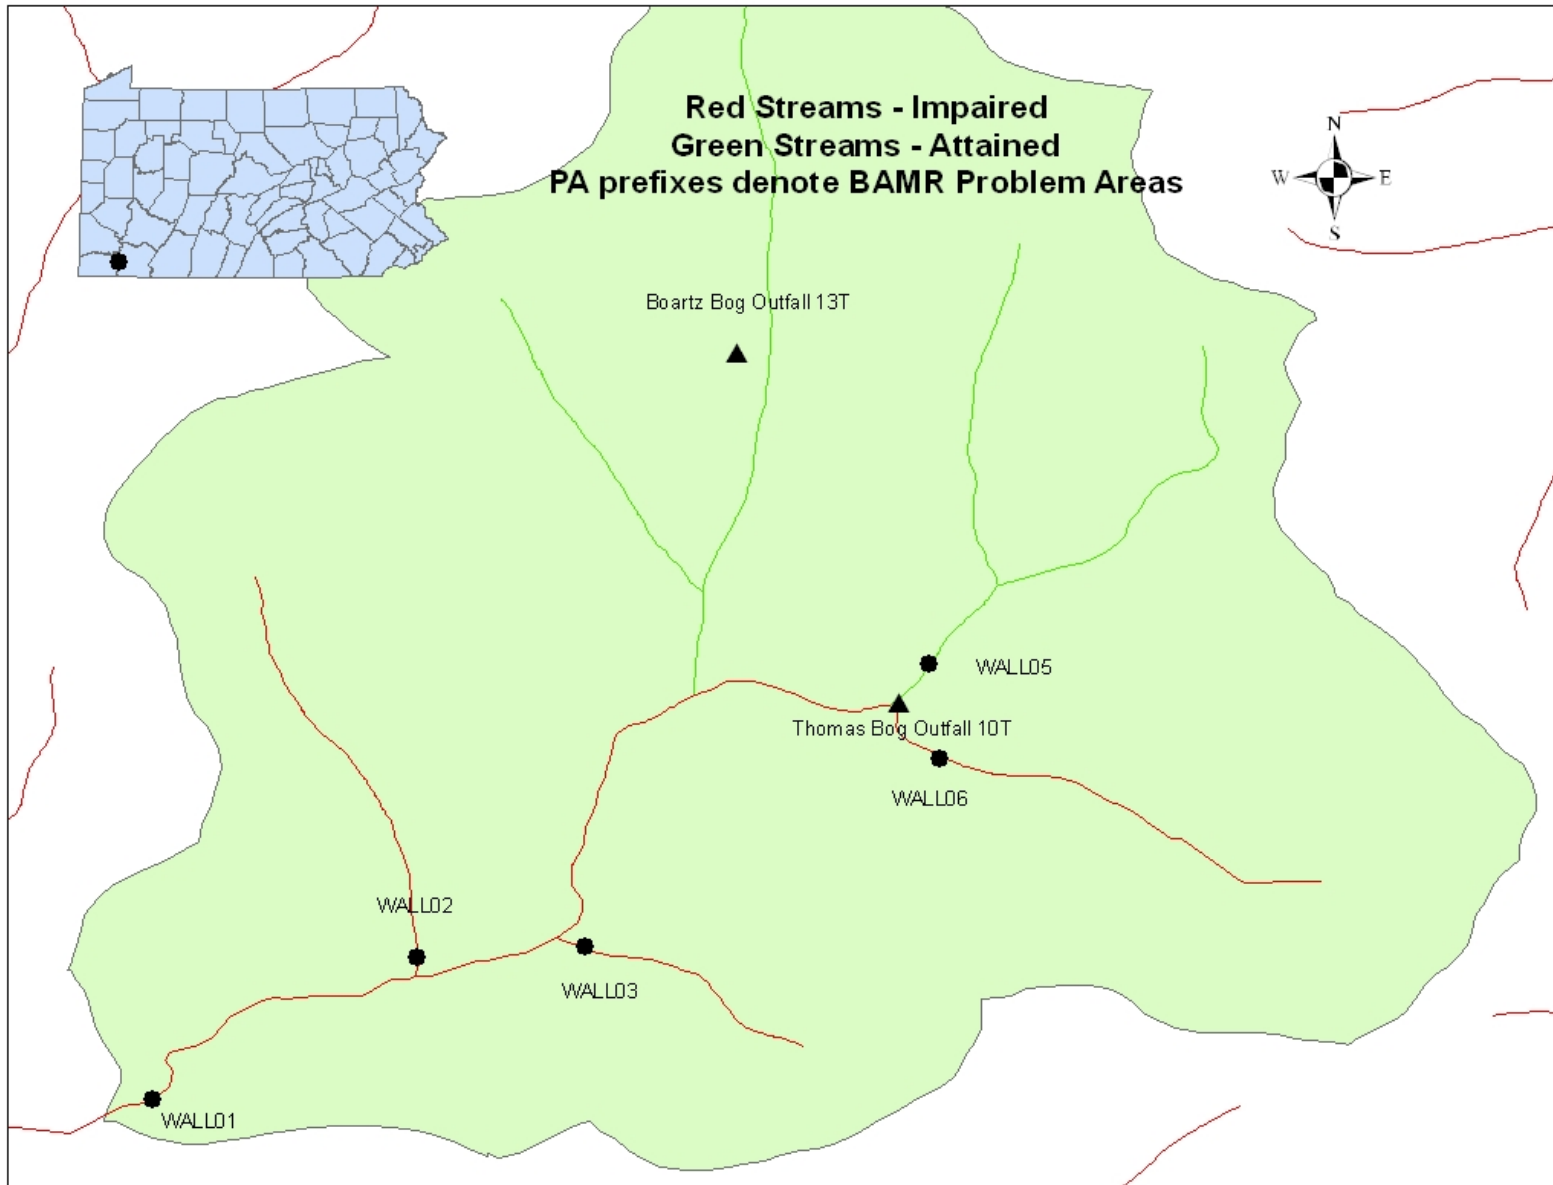 Red Streams - Impaired
Green Streams - Attained
PA prefixes denote BAMR Problem Areas
N
W E
S
Boartz Bog Outfall 13T
WALL05
Thomas Bog Outfall 10T
WALL06
WALL02
WALL03
WALL01